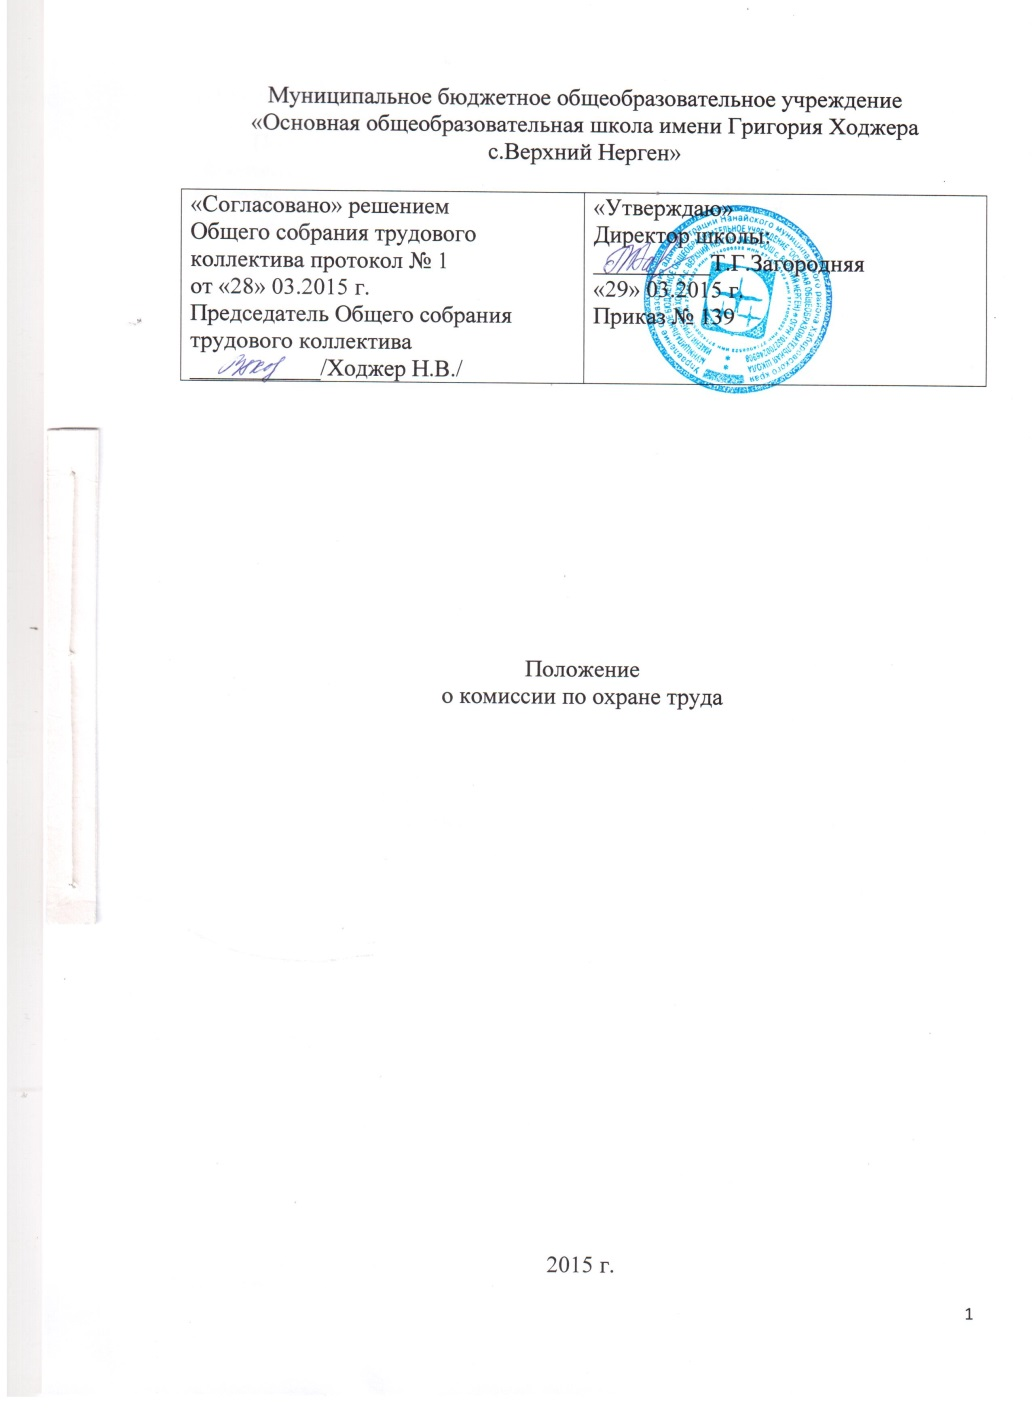 Муниципальное бюджетное общеобразовательное учреждение
«Основная общеобразовательная школа имени Григория Ходжера
с.Верхний Нерген»
«Согласовано» решением
Общего собрания трудового
коллектива протокол № 1
от «28» 03.2015 г.
Председатель Общего собрания
трудового коллектива
___________/Ходжер Н.В./
«Утверждаю»
Директор школы:
__________Т.Г.Загородняя
«29» 03.2015 г.
Приказ № 139
Положение
о комиссии по охране труда
2015 г.
1